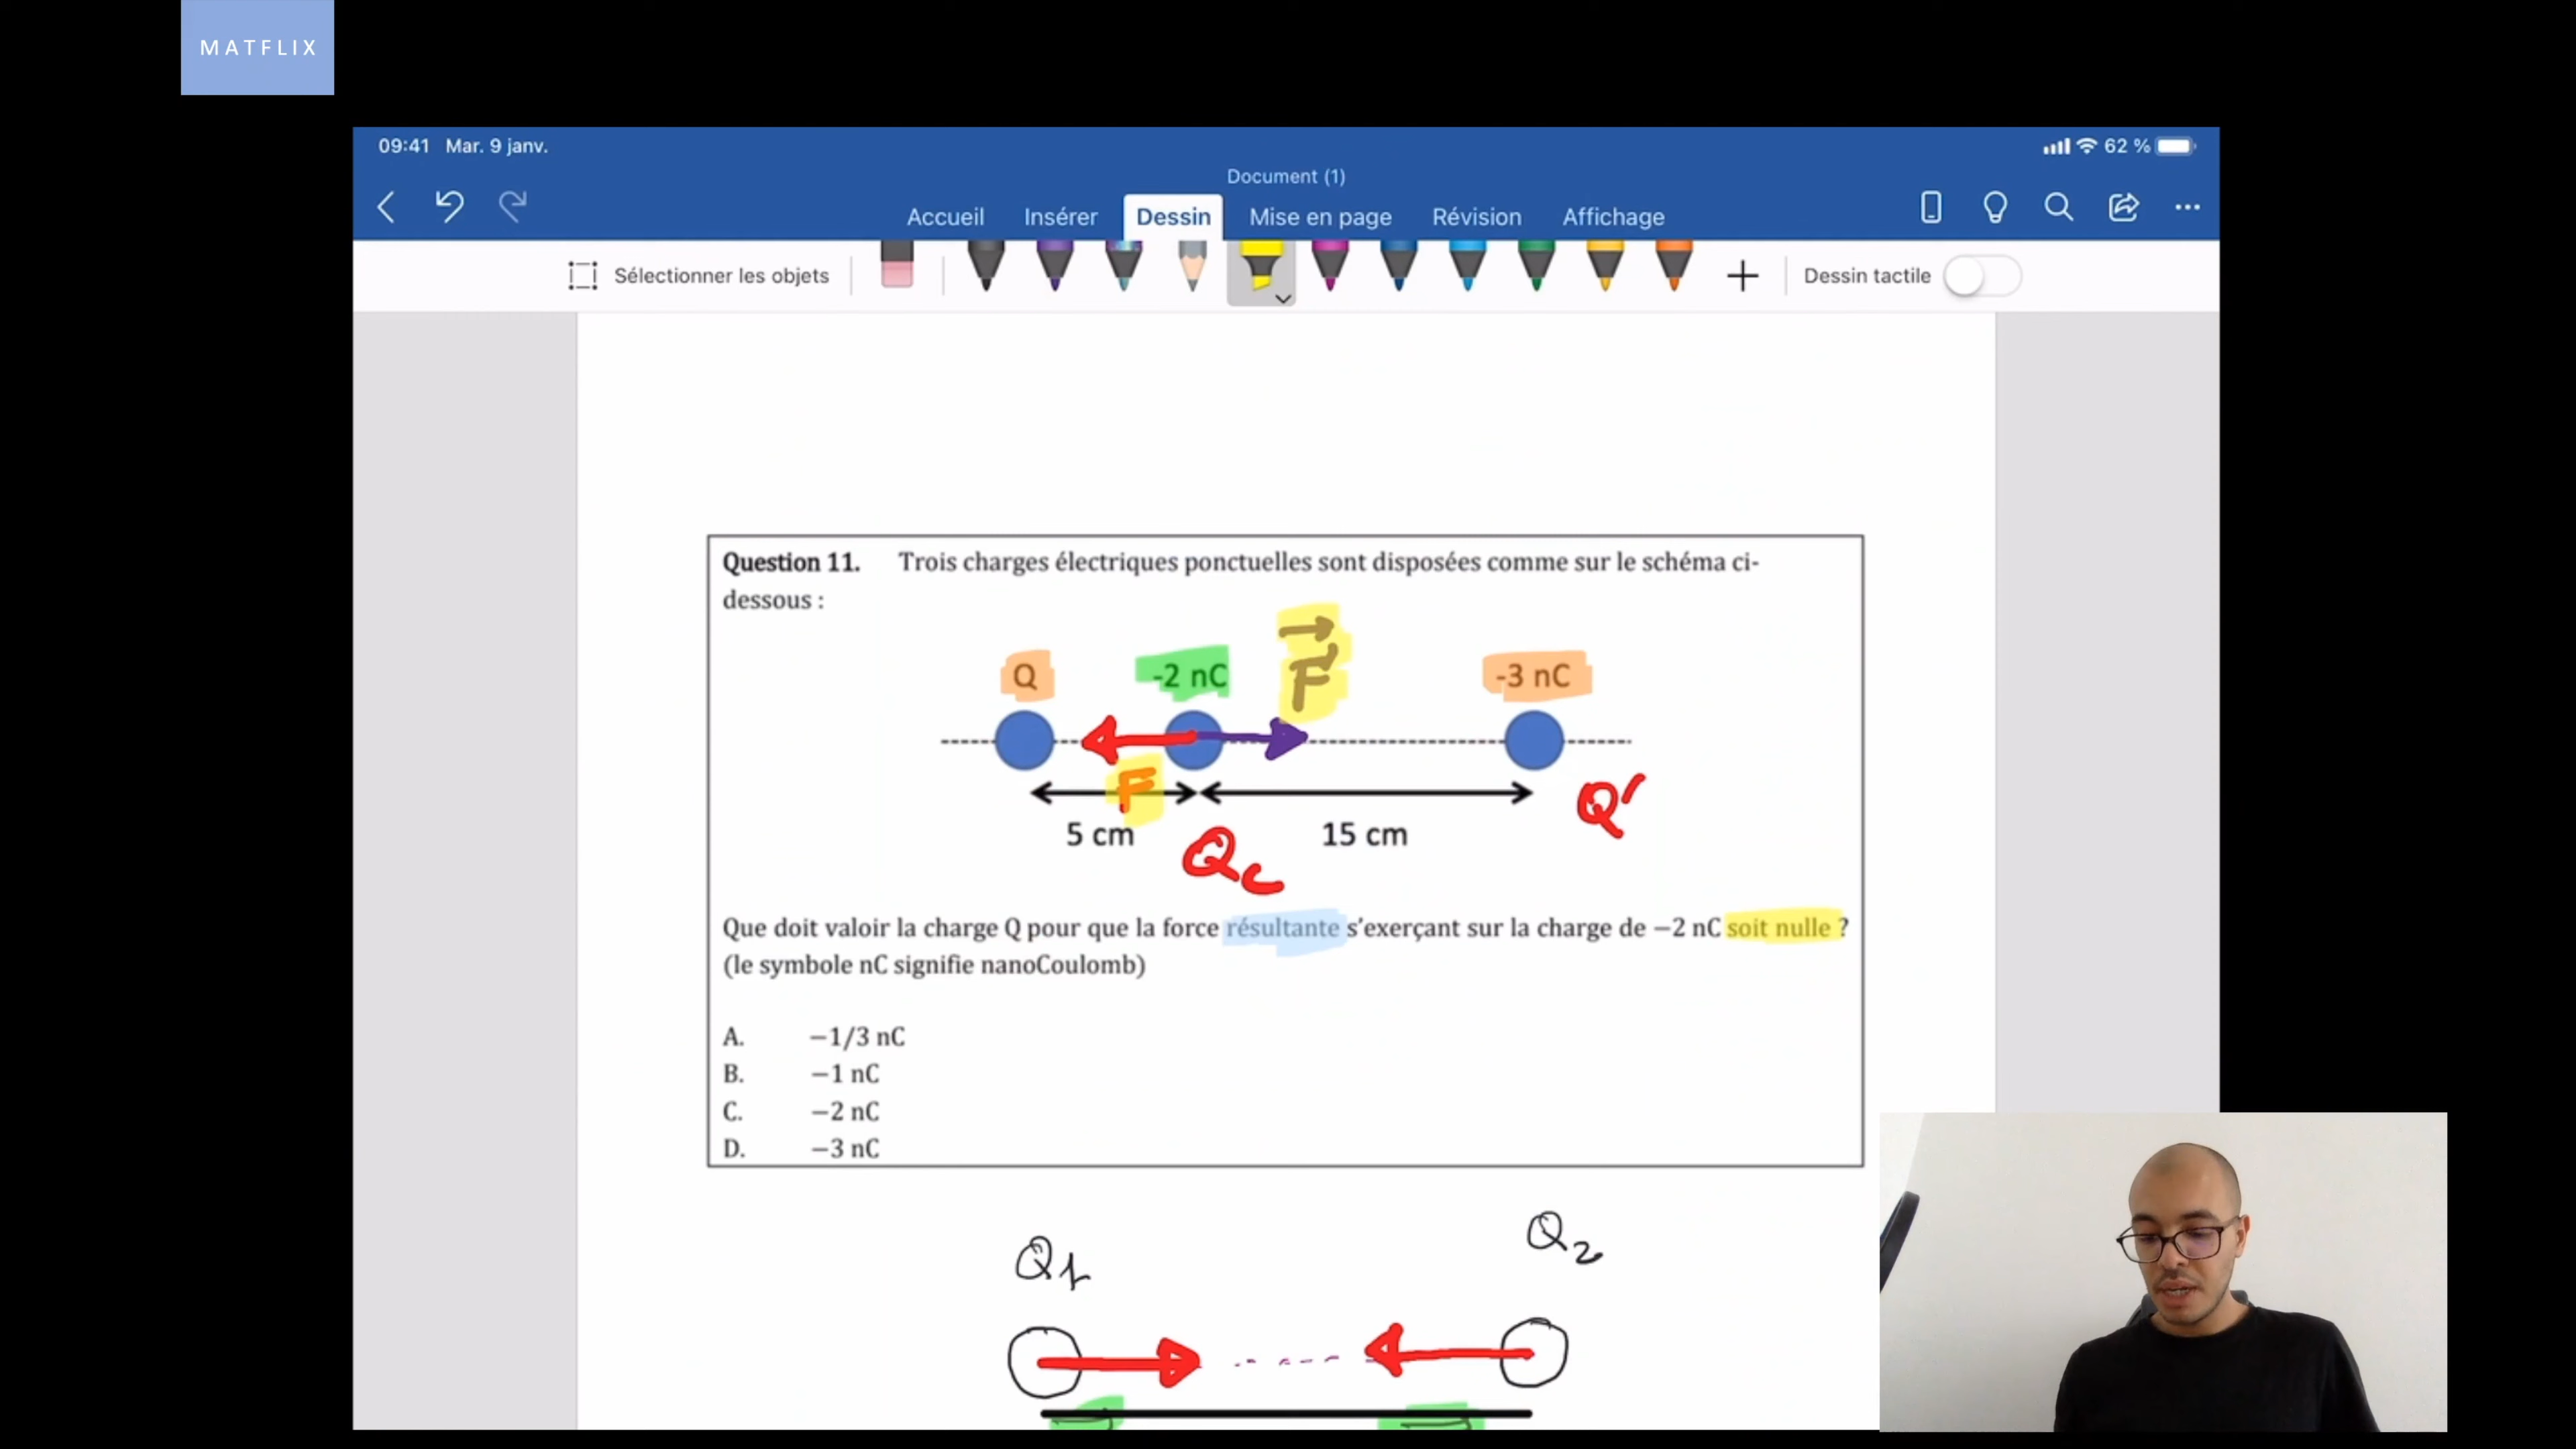 MATFLIX
09:41 Mar. 9 janv.
62 %
Document (1)
Accueil Insérer Dessin Mise en page Révision Affichage
Sélectionner les objets
Dessin tactile
Question 11. Trois charges électriques ponctuelles sont disposées comme sur le schéma ci-
dessous :
F'
Q -2 nC -3 nC
F
Q'
5 cm 15 cm
Qc
Que doit valoir la charge Q pour que la force résultante s'exerçant sur la charge de −2 nC soit nulle ?
(le symbole nC signifie nanoCoulomb)
A. −1/3 nC
B. −1 nC
C. −2 nC
D. −3 nC
Q1 Q2